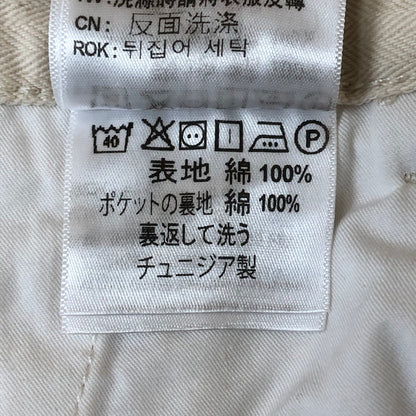 CN: 反面洗涤
ROK: 뒤집어 세탁
40 P
表地 綿 100%
ポケットの裏地 綿 100%
裏返して洗う
チュニジア製